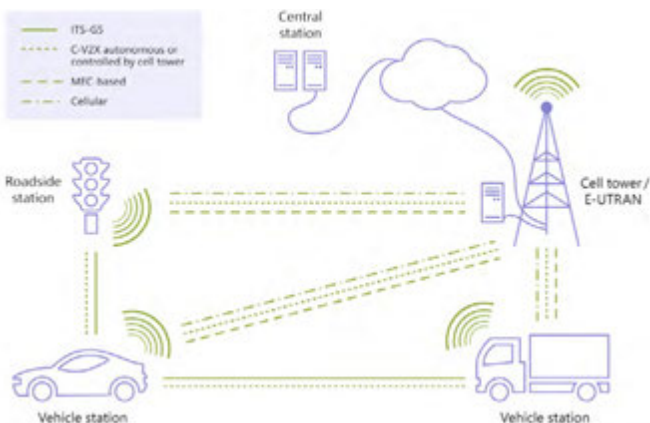 ITS-G5
C-V2X autonomous or
controlled by cell tower
MEC-based
Cellular
Central
station
Roadside
station
Cell tower /
E-UTRAN
Vehicle station
Vehicle station